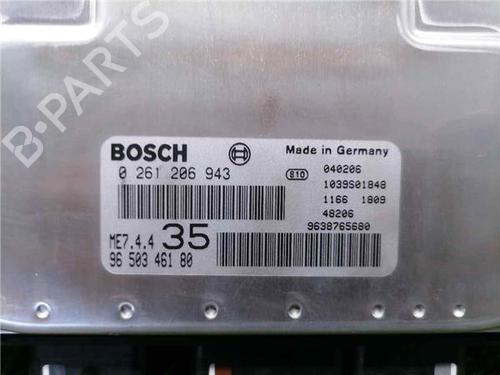 B-PARTS
BOSCH
Made in Germany
0 261 206 943
810
040206
1039S01848
1166 1809
48206
9638765680
ME7.4.4 35
96 503 461 80